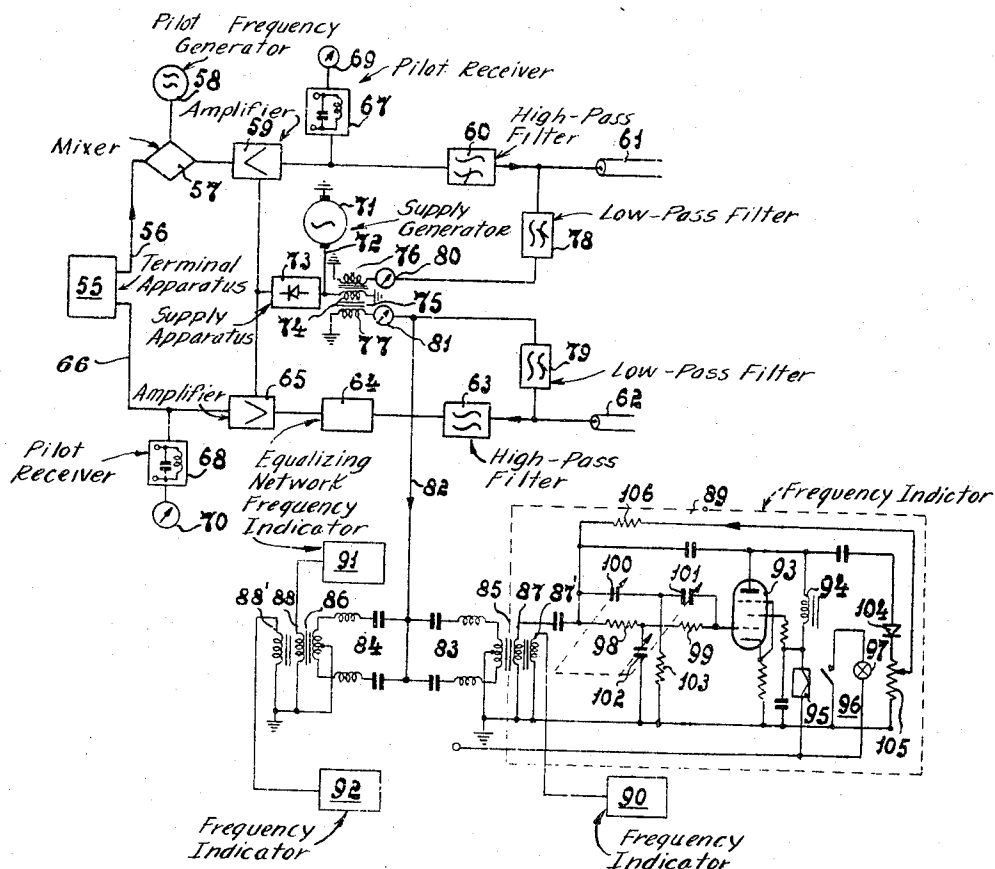 Pilot Frequency
Generator
58
69
Pilot Receiver
Amplifier
59
67
High-Pass
Filter
60
61
Mixer
57
71
Supply
Generator
Low-Pass Filter
78
56
72
76
80
73
55
Terminal
Apparatus
74
75
Supply
Apparatus
77
81
79
66
Low-Pass Filter
Amplifier
65
64
63
62
Pilot
Receiver
68
Equalizing
Network
82
High-Pass
Filter
70
Frequency
Indicator
106
89
Frequency Indictor
91
100
101
93
94
88'
88
86
85
87
87'
104
84
83
98
99
97
102
103
95
96
105
92
90
Frequency
Indicator
Frequency
Indicator